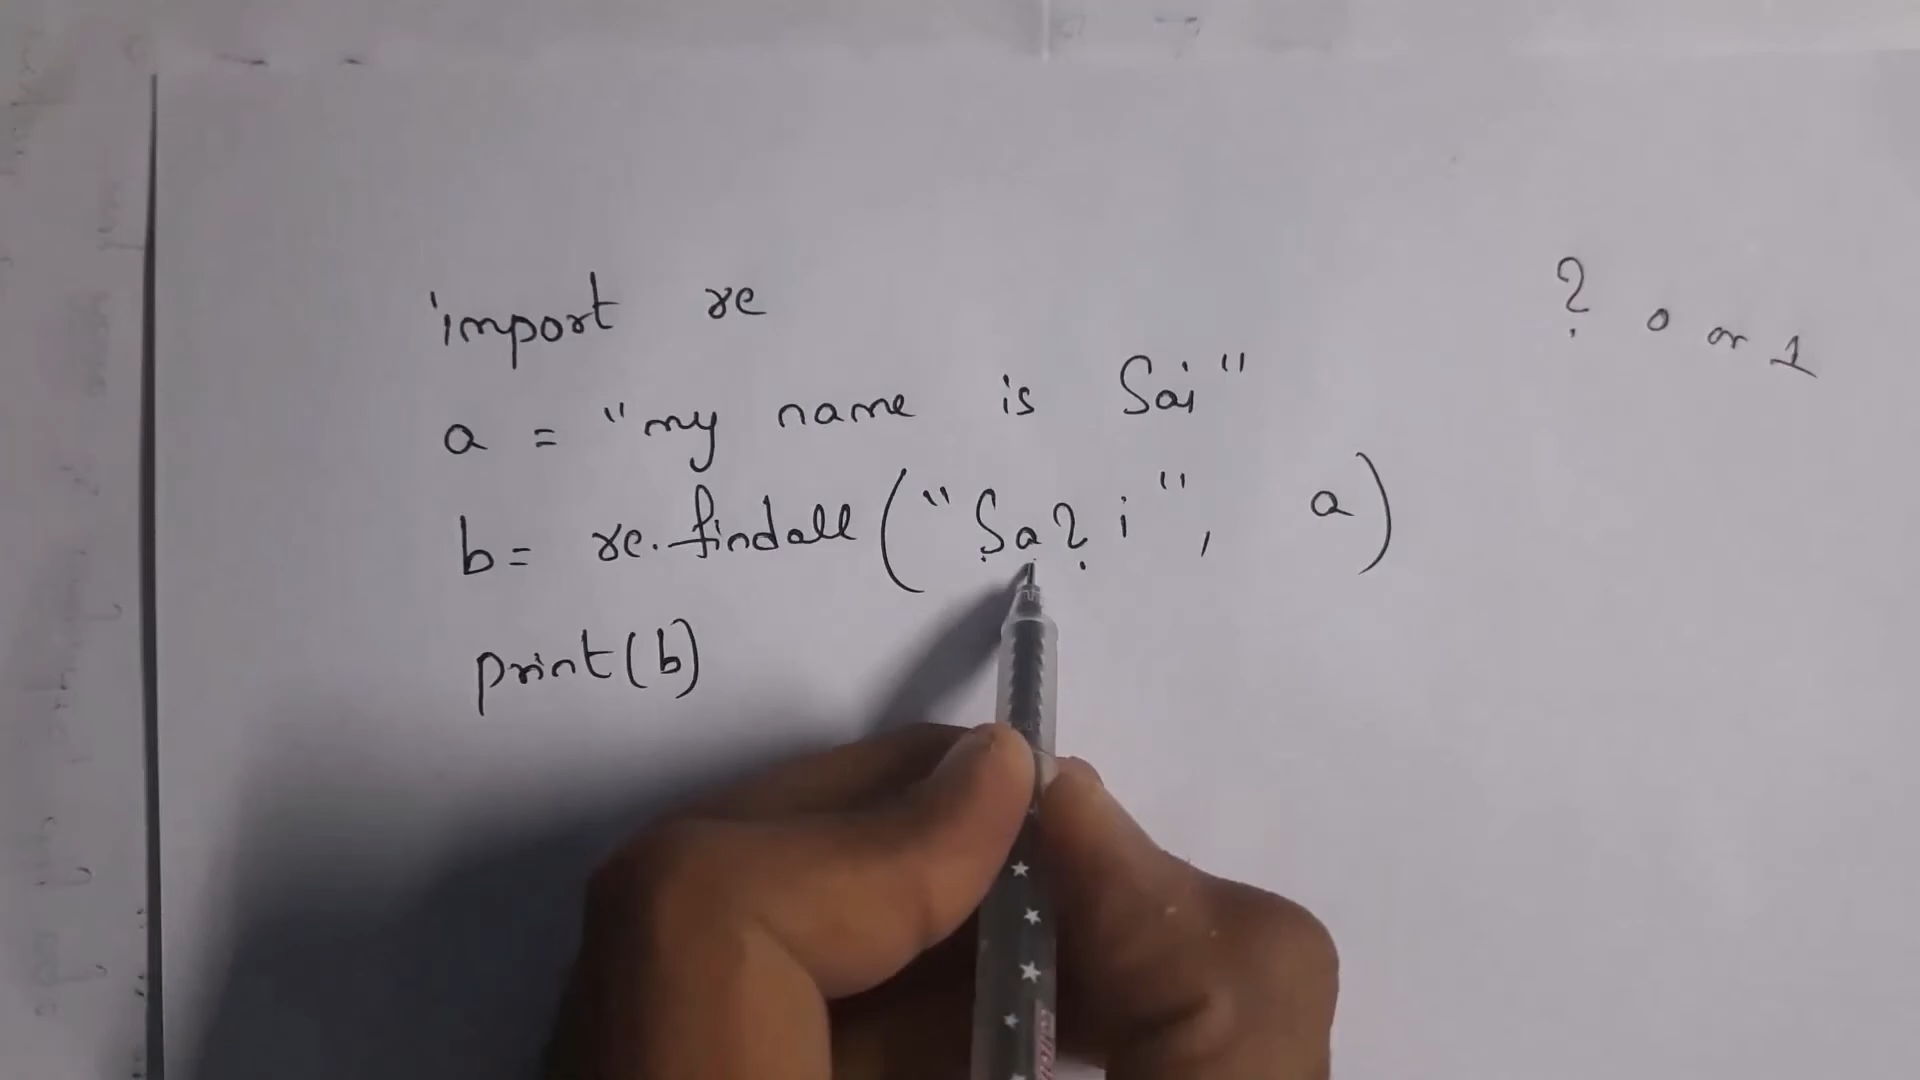 import re
a = "my name is Sai"
b = re.findall("Sa?i", a)
print(b)
? 0 or 1